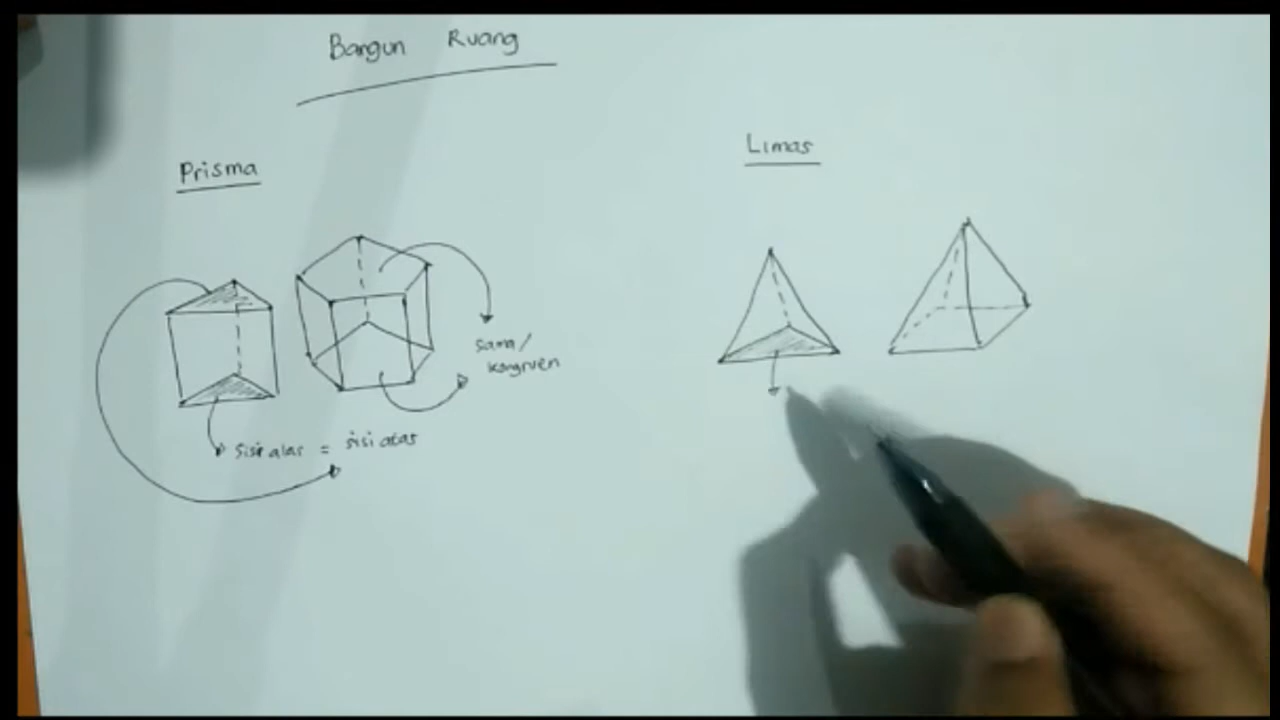 Bangun Ruang
Prisma
Limas
sama/
kongruen
Sisi alas = sisi atas